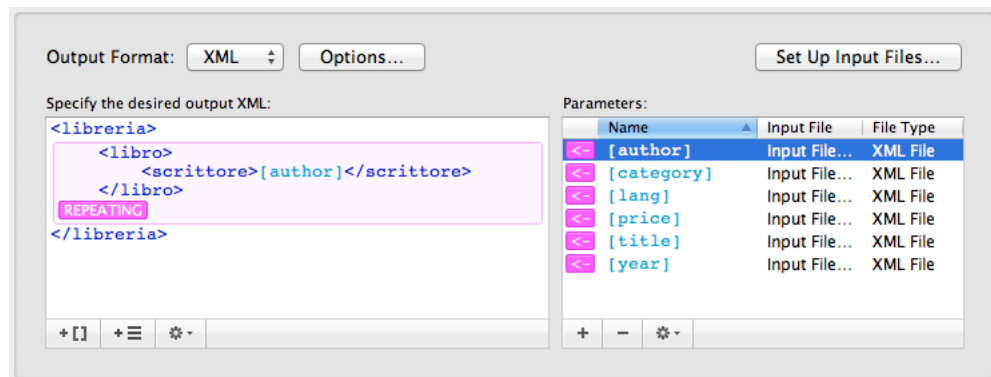 Output Format: XML Options... Set Up Input Files...
Specify the desired output XML:
<libreria>
<libro>
<scrittore>[author]</scrittore>
</libro>
REPEATING
</libreria>
+[] +
Parameters:
Name Input File File Type
<- [author] Input File... XML File
<- [category] Input File... XML File
<- [lang] Input File... XML File
<- [price] Input File... XML File
<- [title] Input File... XML File
<- [year] Input File... XML File
+ −